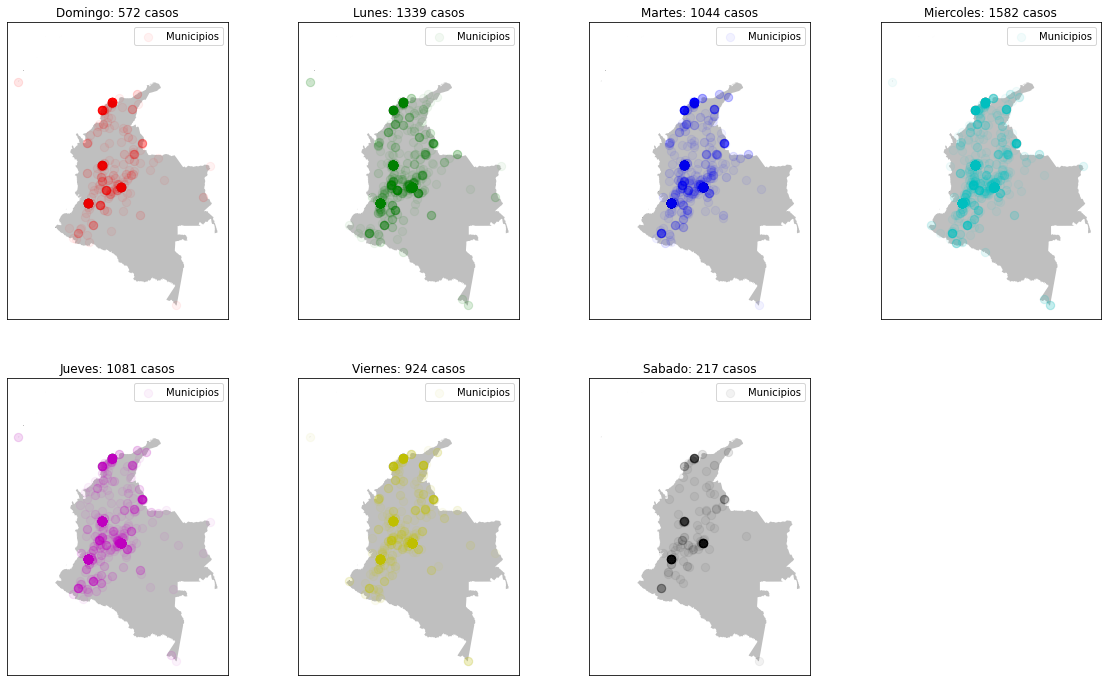 Domingo: 572 casos
Municipios
Lunes: 1339 casos
Municipios
Martes: 1044 casos
Municipios
Miercoles: 1582 casos
Municipios
Jueves: 1081 casos
Municipios
Viernes: 924 casos
Municipios
Sabado: 217 casos
Municipios